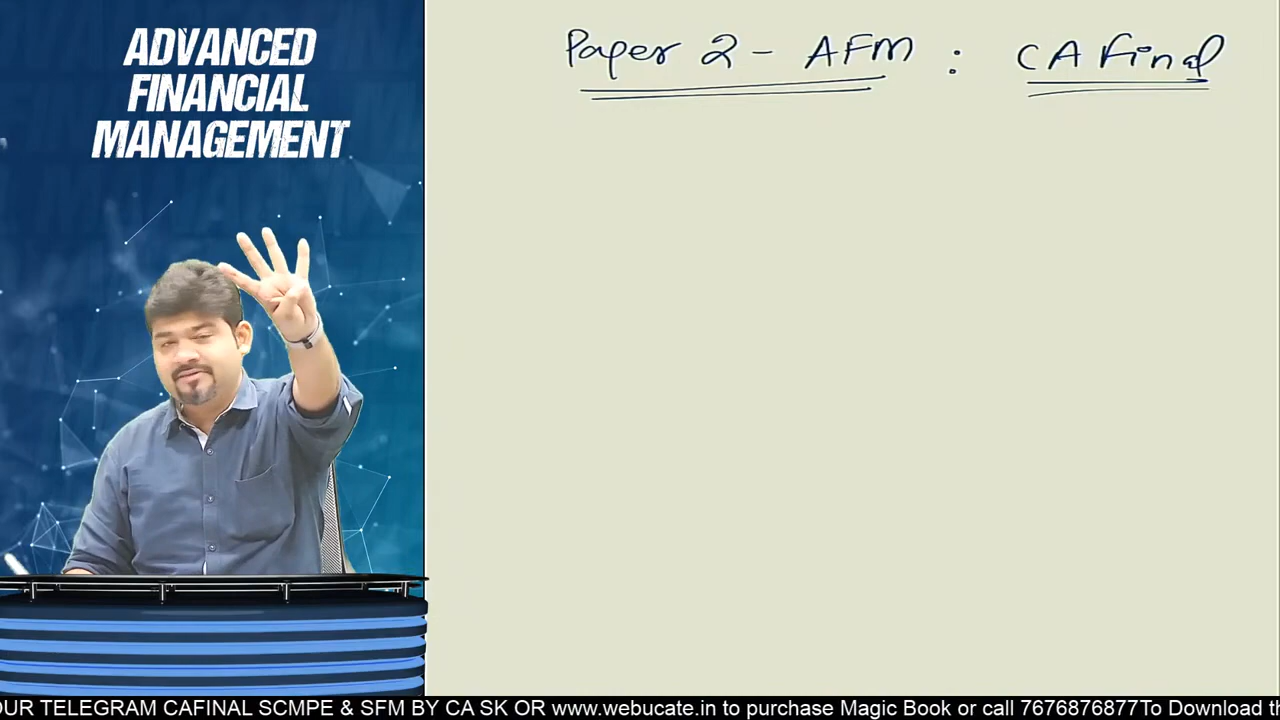 ADVANCED
FINANCIAL
MANAGEMENT
Paper 2 - AFM : CA Final
OUR TELEGRAM CAFINAL SCMPE & SFM BY CA SK OR www.webucate.in to purchase Magic Book or call 7676876877To Download th